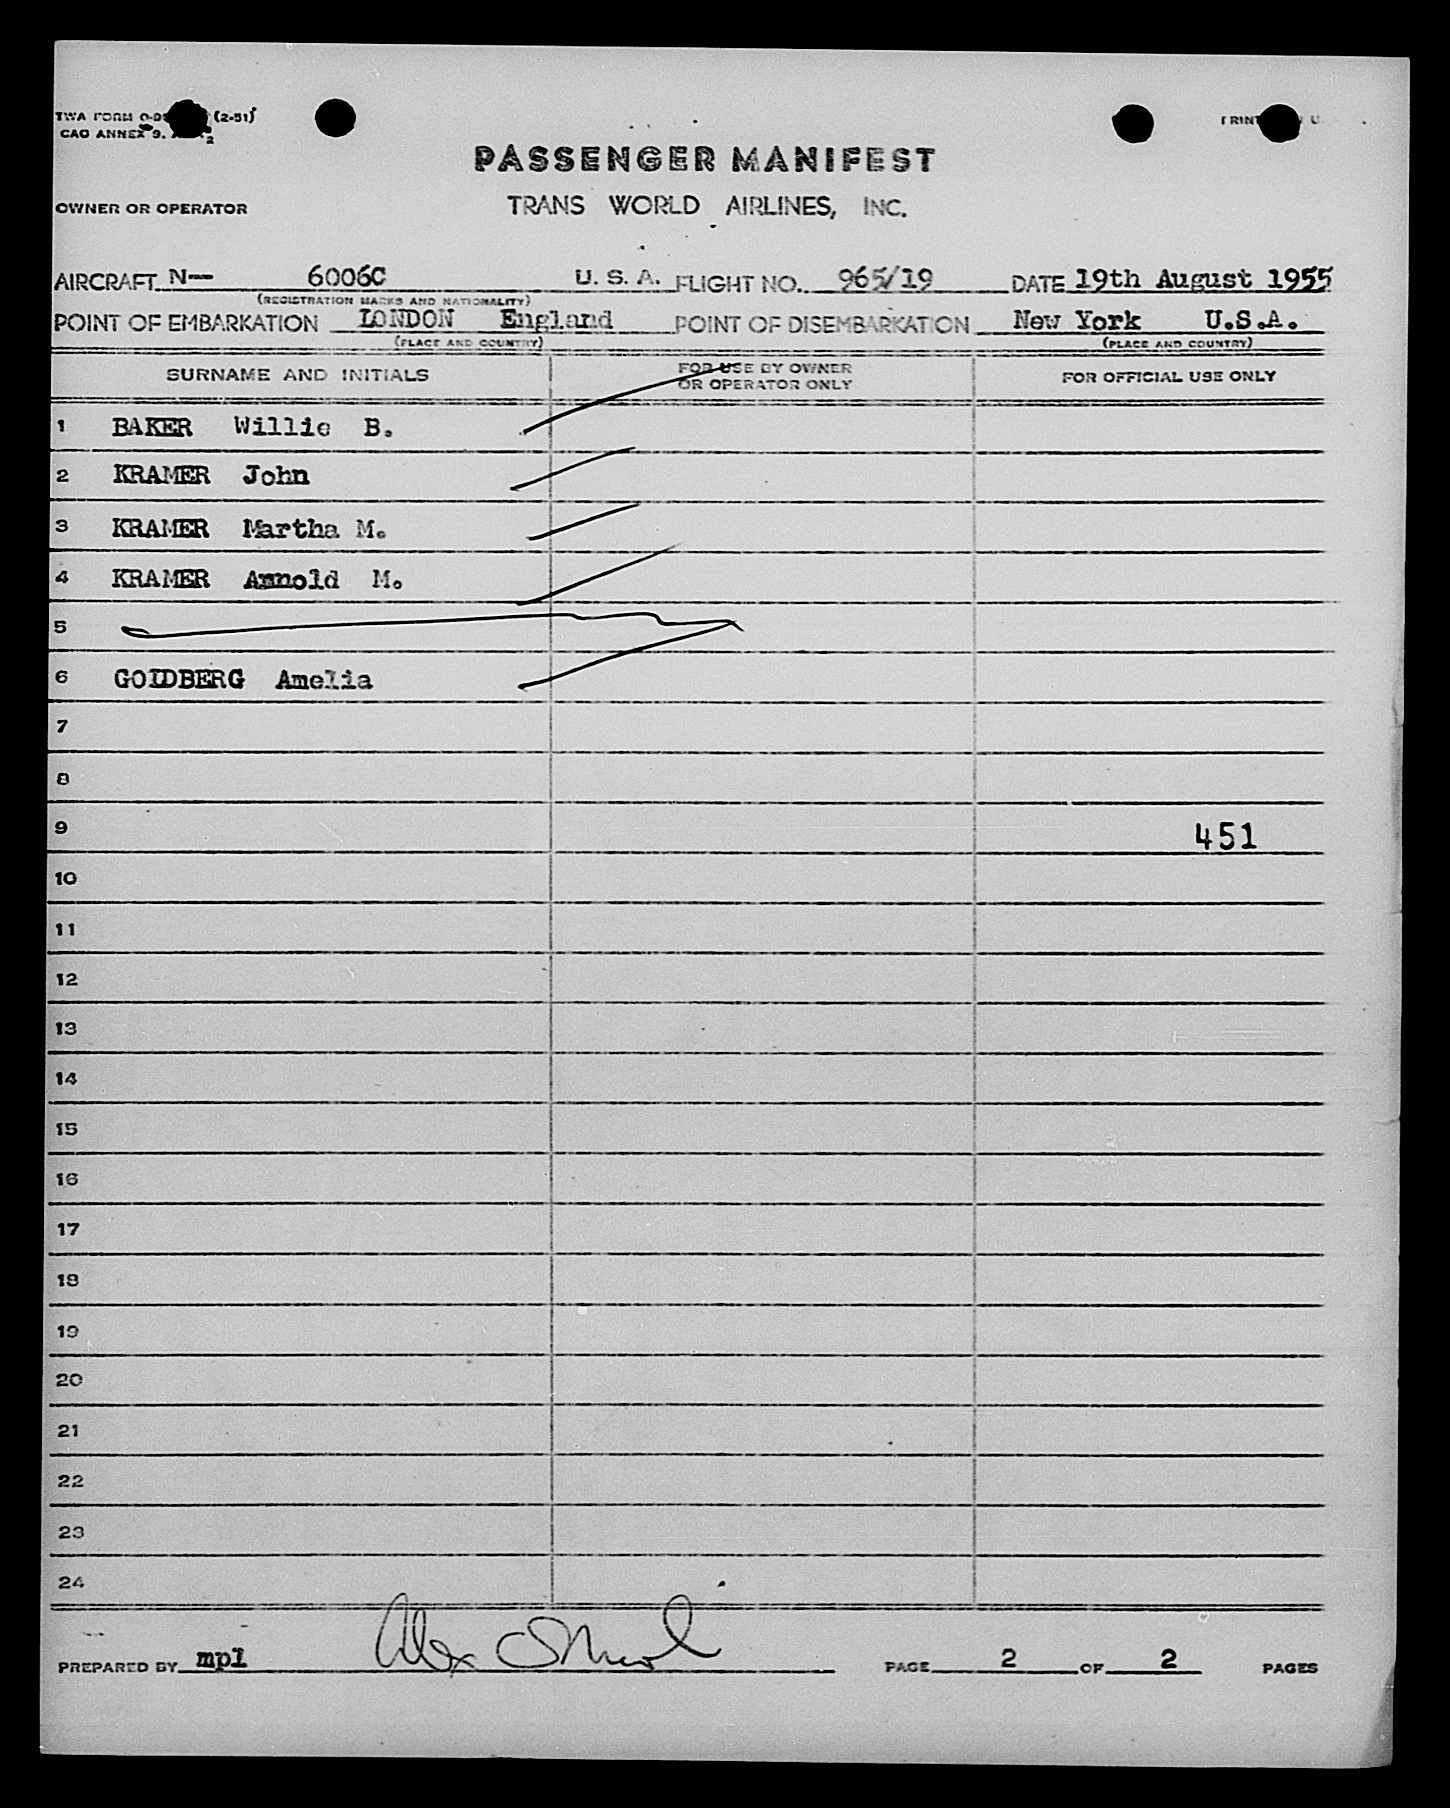 TWA FORM (2-51)
CAO ANNEX 9.
PASSENGER MANIFEST
OWNER OR OPERATOR TRANS WORLD AIRLINES, INC.
AIRCRAFT N-- 6006C U. S. A. FLIGHT NO. 965/19 DATE 19th August 1955
(REGISTRATION MARKS AND NATIONALITY)
POINT OF EMBARKATION LONDON England POINT OF DISEMBARKATION New York U.S.A.
(PLACE AND COUNTRY) (PLACE AND COUNTRY)
SURNAME AND INITIALS FOR USE BY OWNER OR OPERATOR ONLY FOR OFFICIAL USE ONLY
1 BAKER Willie B.
2 KRAMER John
3 KRAMER Martha M.
4 KRAMER Arnold M.
5
6 GOLDBERG Amelia
7
8
9 451
10
11
12
13
14
15
16
17
18
19
20
21
22
23
24
PREPARED BY mpl Alex PAGE 2 OF 2 PAGES